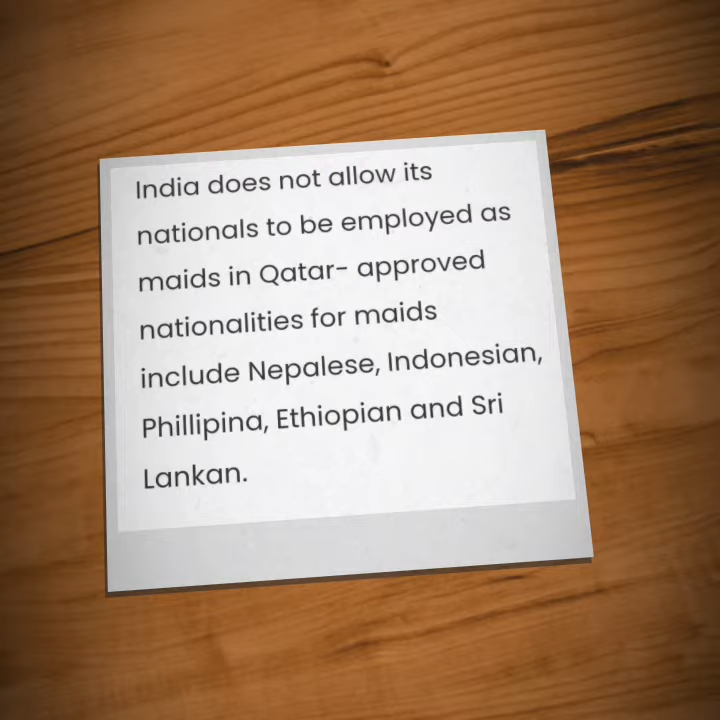 India does not allow its
nationals to be employed as
maids in Qatar- approved
nationalities for maids
include Nepalese, Indonesian,
Phillipina, Ethiopian and Sri
Lankan.